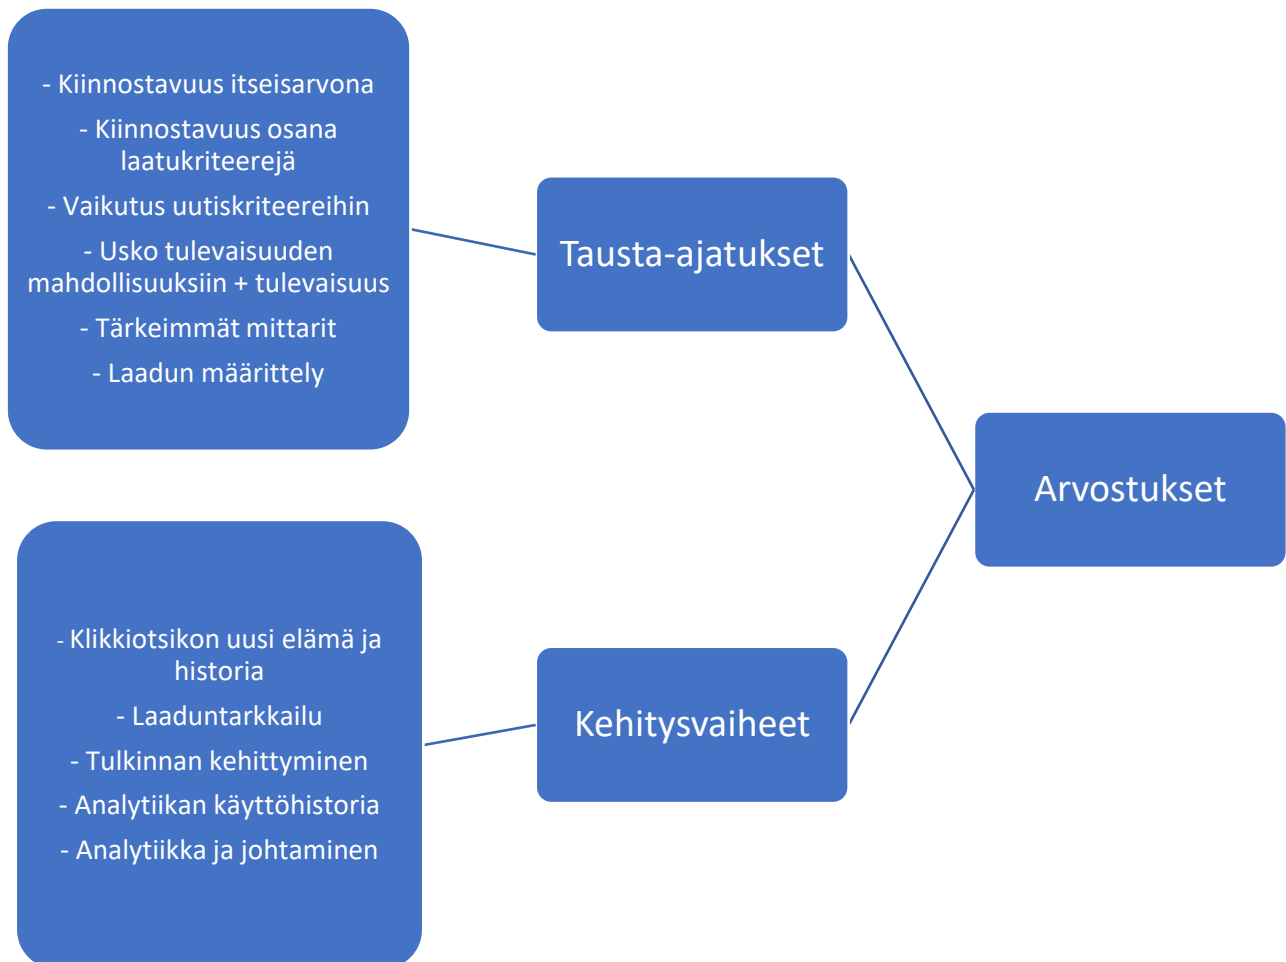 - Kiinnostavuus itseisarvona
- Kiinnostavuus osana
laatukriteerejä
- Vaikutus uutiskriteereihin
- Usko tulevaisuuden
mahdollisuuksiin + tulevaisuus
- Tärkeimmät mittarit
- Laadun määrittely
Tausta-ajatukset
Arvostukset
- Klikkiotsikon uusi elämä ja
historia
- Laaduntarkkailu
- Tulkinnan kehittyminen
- Analytiikan käyttöhistoria
- Analytiikka ja johtaminen
Kehitysvaiheet